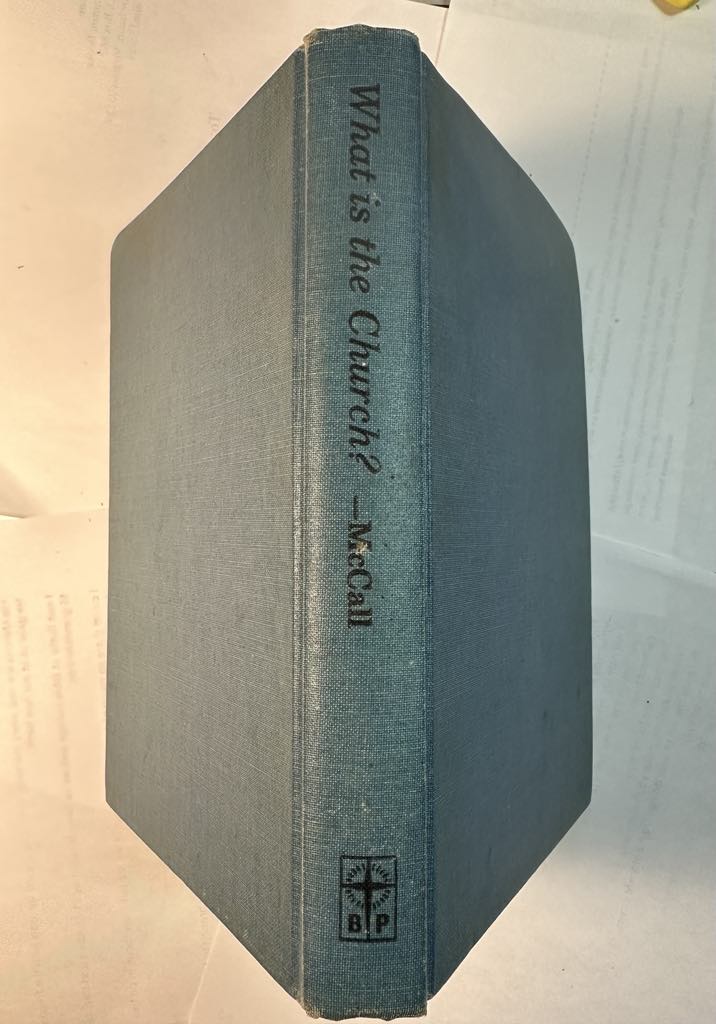 What is the Church? —McCall
B P